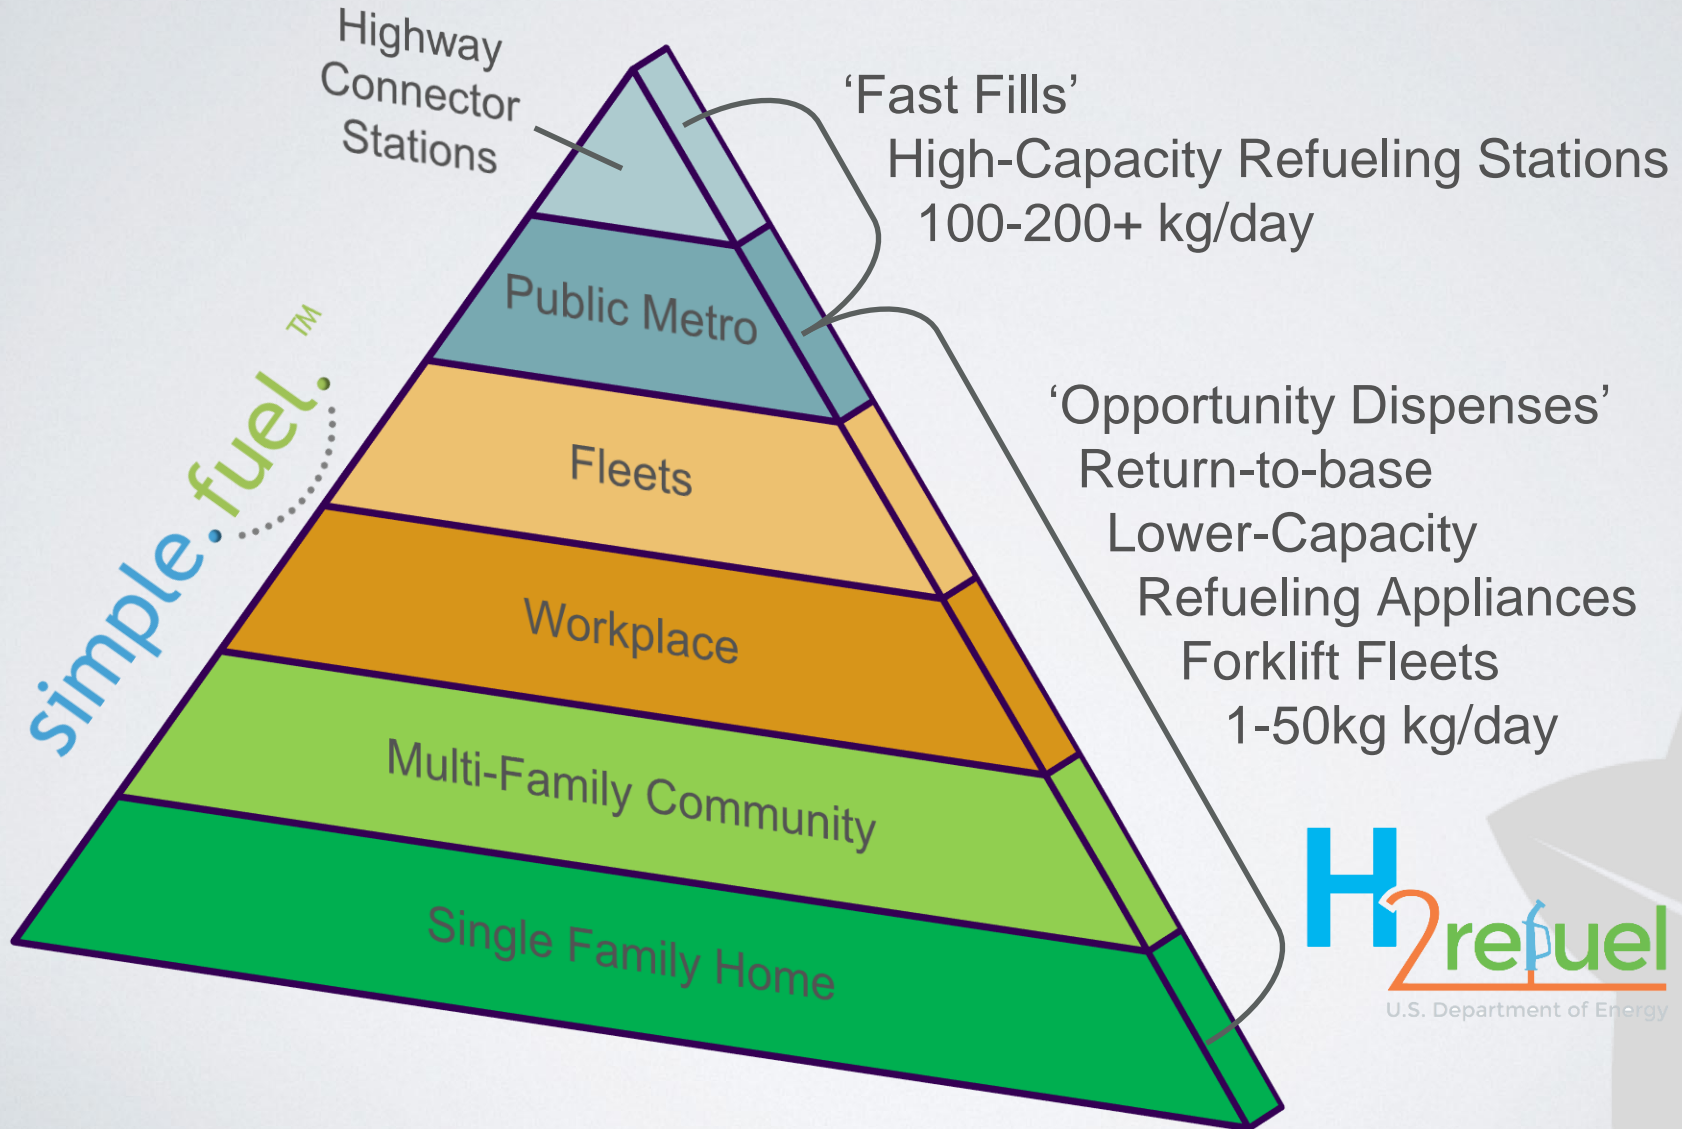 Highway
Connector
Stations
‘Fast Fills’
High-Capacity Refueling Stations
100-200+ kg/day
Public Metro
Fleets
Workplace
Multi-Family Community
Single Family Home
simple.fuel.™
‘Opportunity Dispenses’
Return-to-base
Lower-Capacity
Refueling Appliances
Forklift Fleets
1-50kg kg/day
H2refuel
U.S. Department of Energy